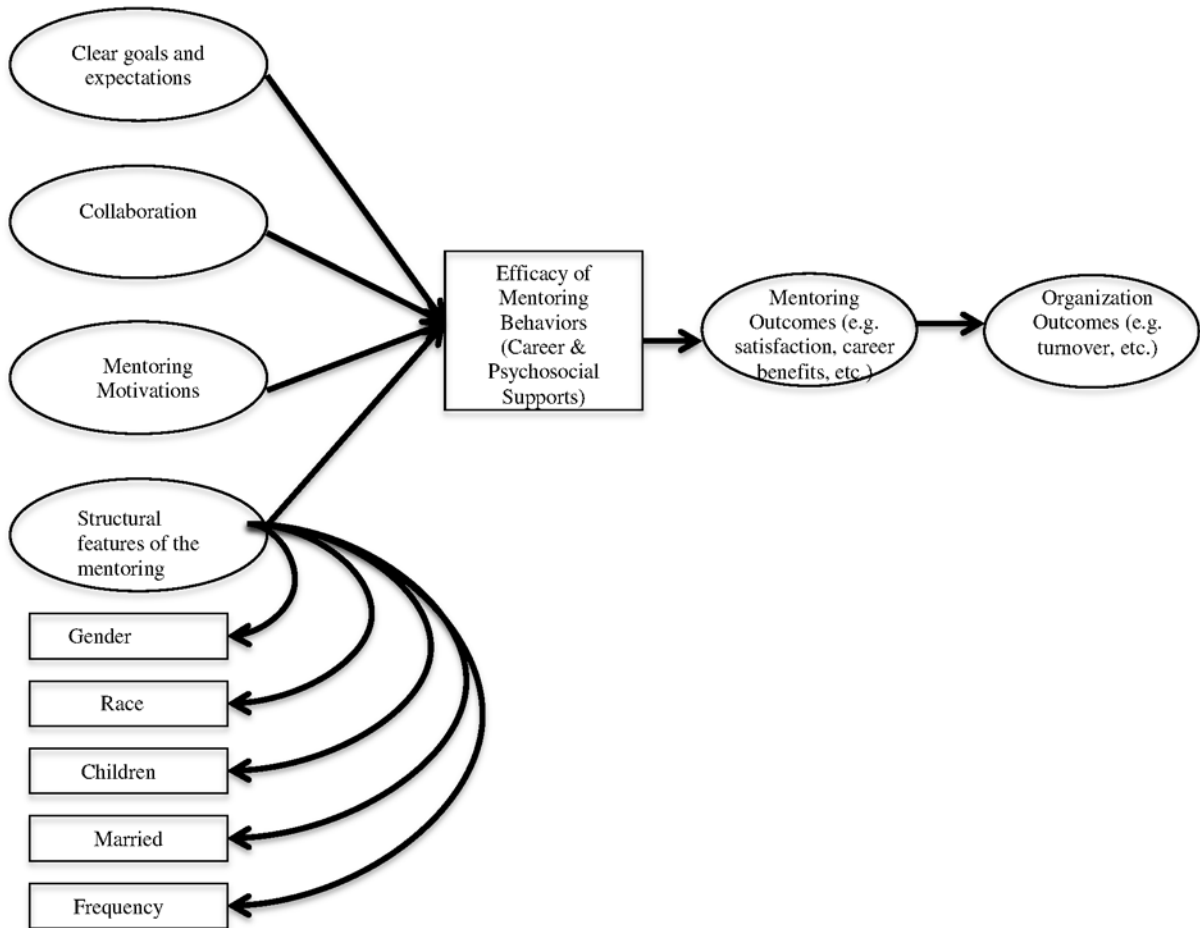 Clear goals and
expectations
Collaboration
Mentoring
Motivations
Structural
features of the
mentoring
Gender
Race
Children
Married
Frequency
Efficacy of
Mentoring
Behaviors
(Career &
Psychosocial
Supports)
Mentoring
Outcomes (e.g.
satisfaction, career
benefits, etc.)
Organization
Outcomes (e.g.
turnover, etc.)